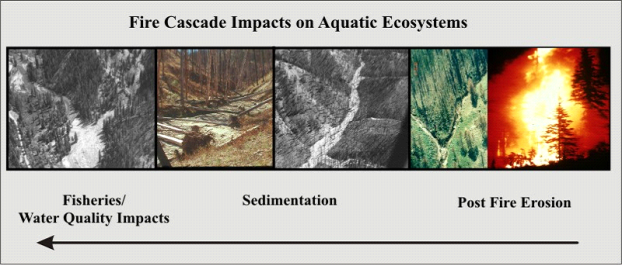 Fire Cascade Impacts on Aquatic Ecosystems
Fisheries/
Water Quality Impacts
Sedimentation
Post Fire Erosion